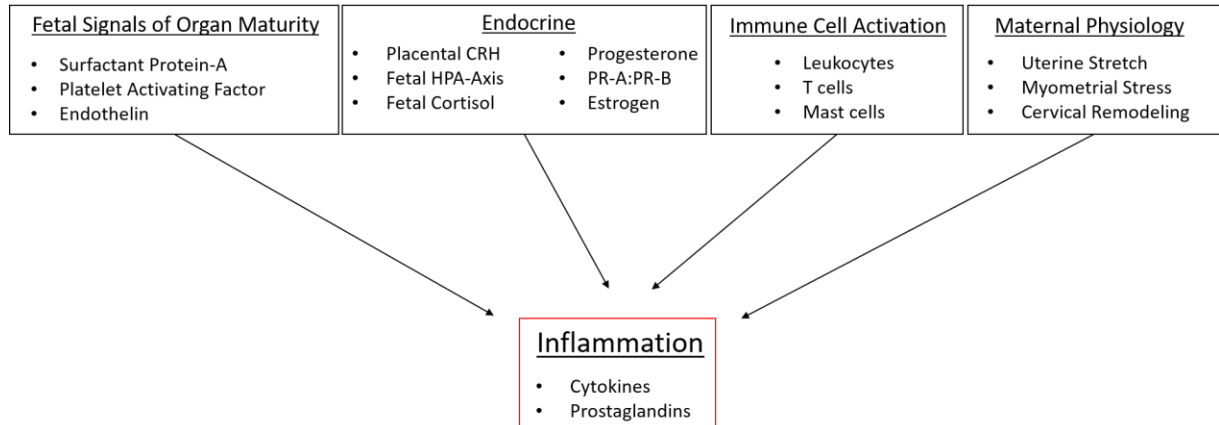 Fetal Signals of Organ Maturity
• Surfactant Protein-A
• Platelet Activating Factor
• Endothelin
Endocrine
• Placental CRH
• Fetal HPA-Axis
• Fetal Cortisol
• Progesterone
• PR-A:PR-B
• Estrogen
Immune Cell Activation
• Leukocytes
• T cells
• Mast cells
Maternal Physiology
• Uterine Stretch
• Myometrial Stress
• Cervical Remodeling
Inflammation
• Cytokines
• Prostaglandins